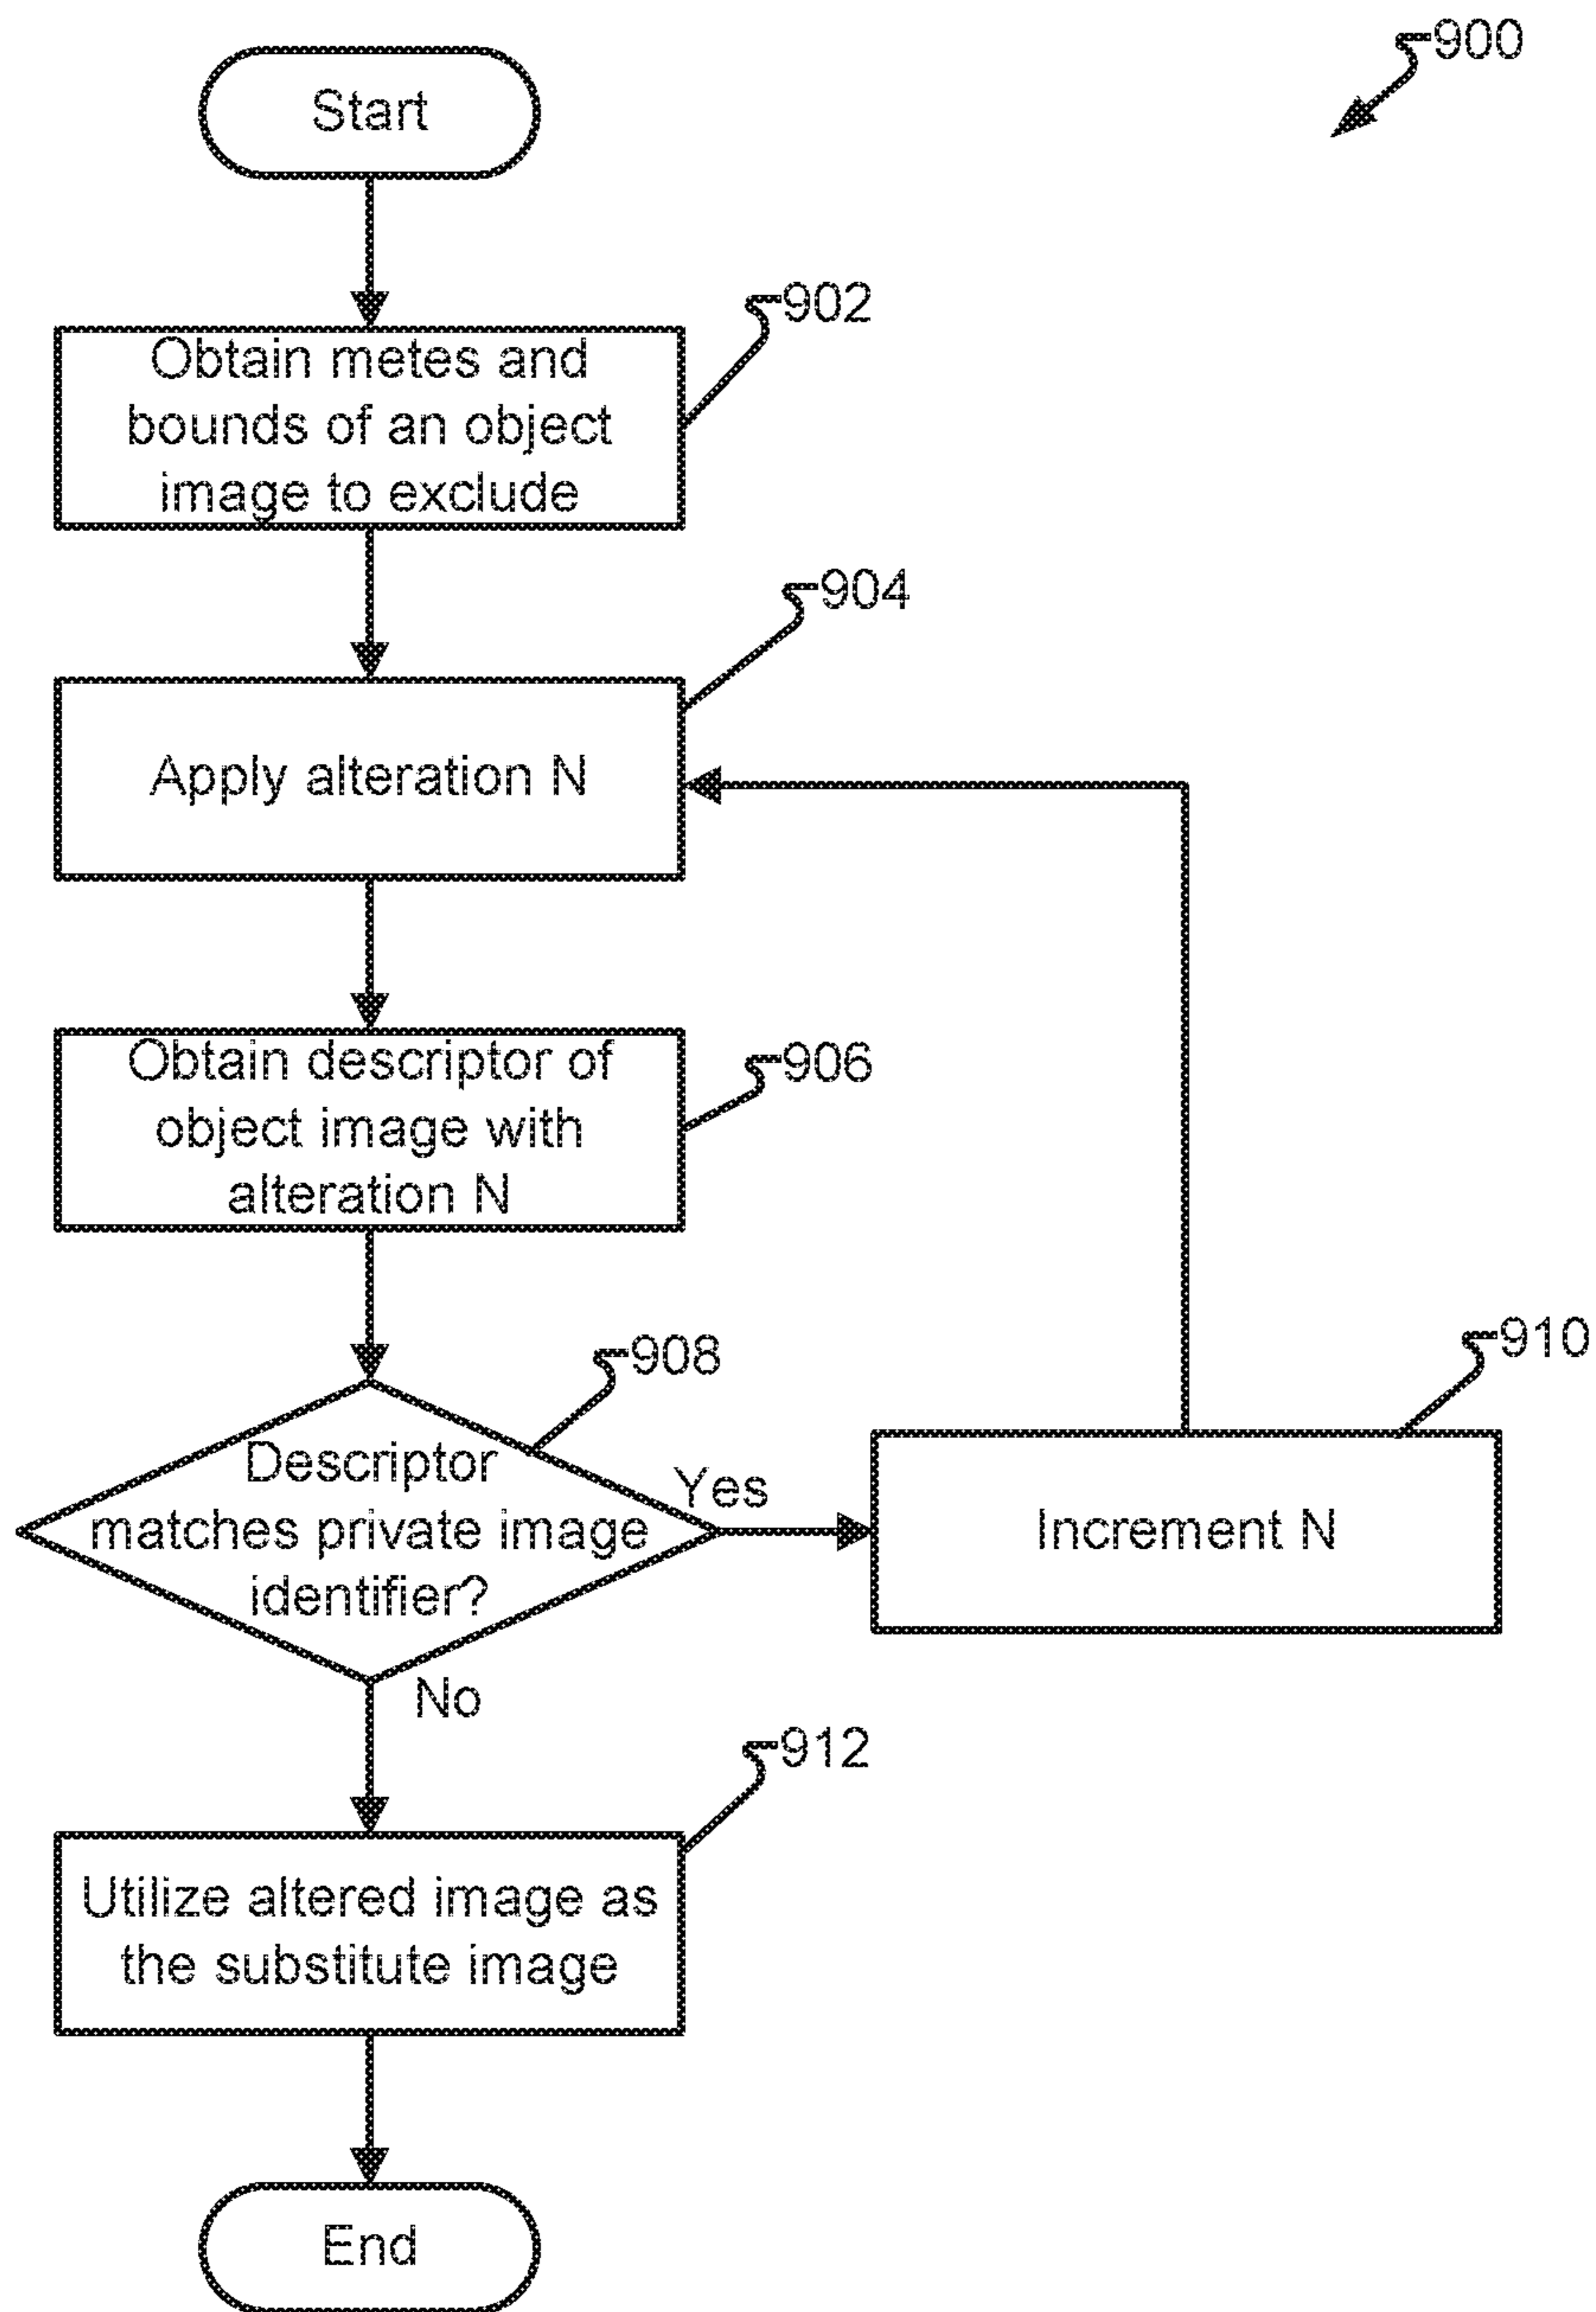 900
Start
902
Obtain metes and
bounds of an object
image to exclude
904
Apply alteration N
906
Obtain descriptor of
object image with
alteration N
908
910
Descriptor
matches private image
identifier?
Yes
Increment N
No
912
Utilize altered image as
the substitute image
End